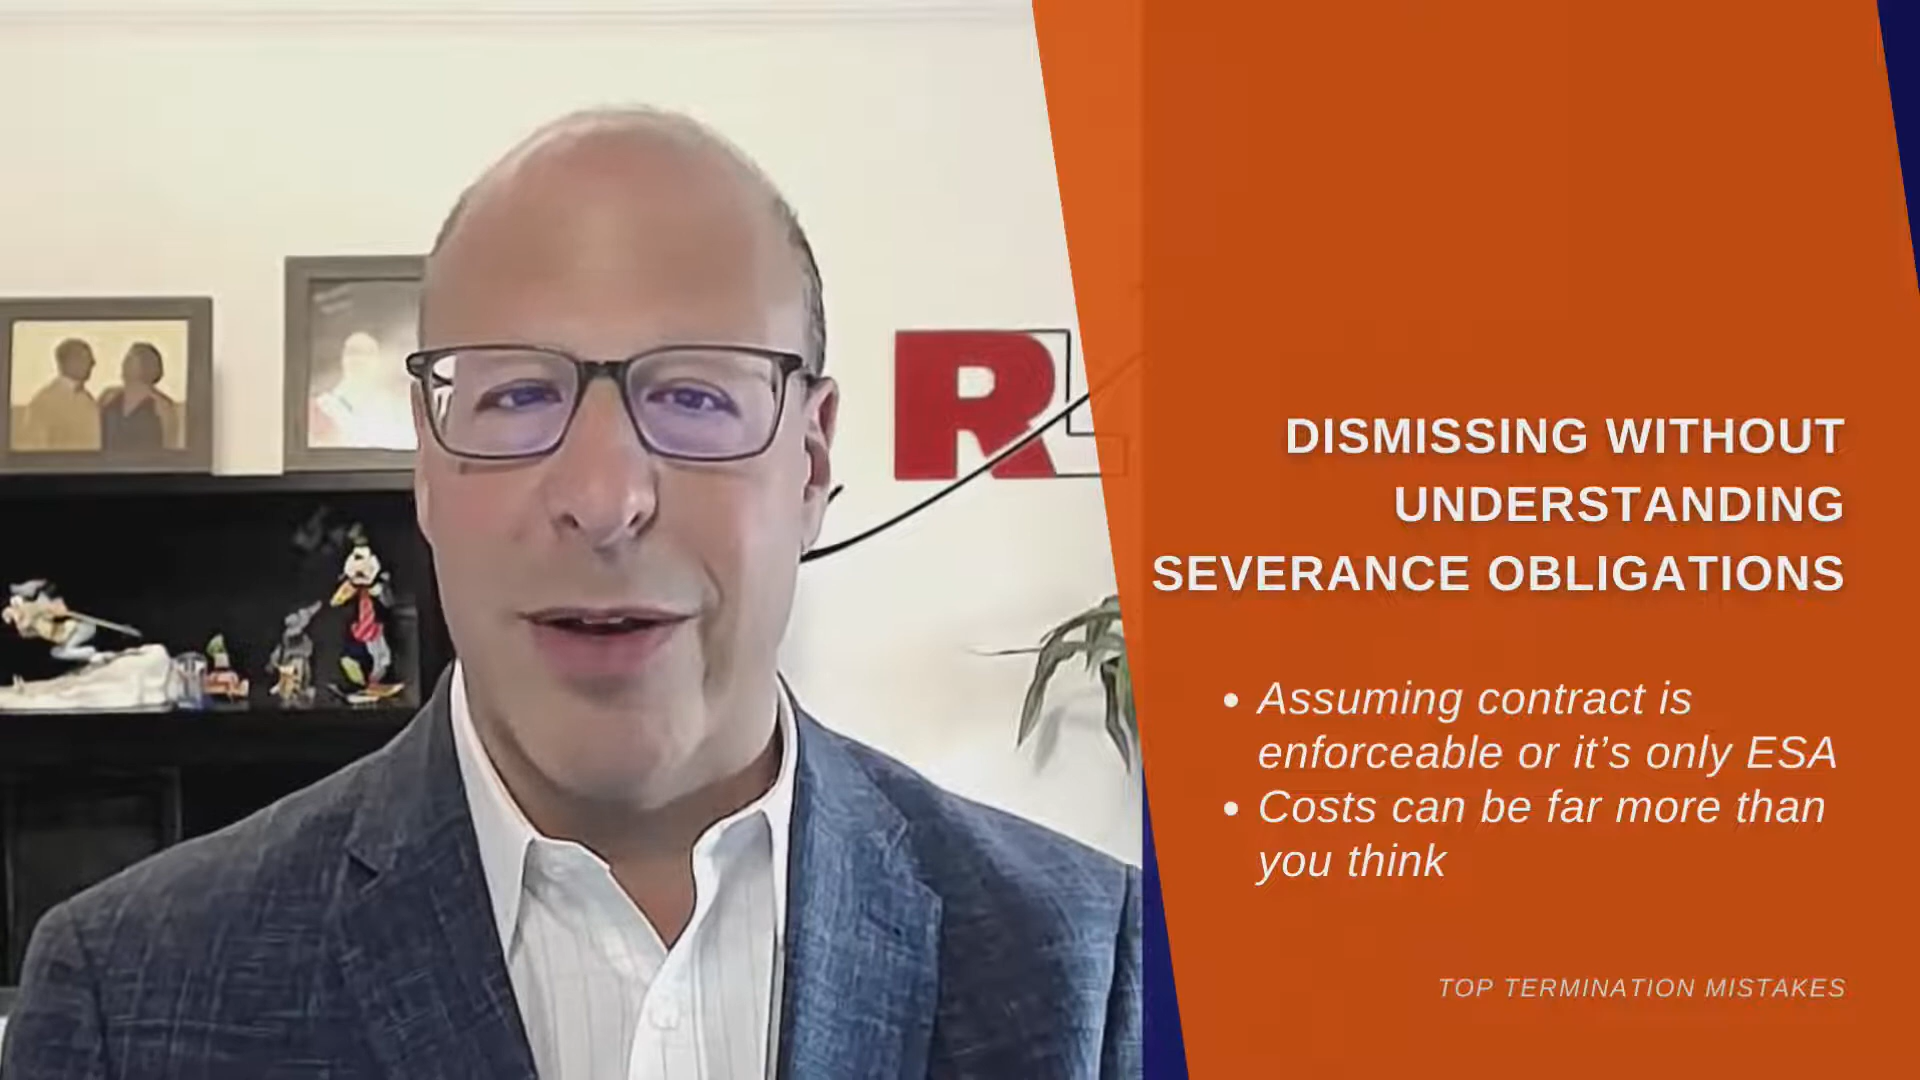 RL
DISMISSING WITHOUT
UNDERSTANDING
SEVERANCE OBLIGATIONS
• Assuming contract is
enforceable or it’s only ESA
• Costs can be far more than
you think
TOP TERMINATION MISTAKES